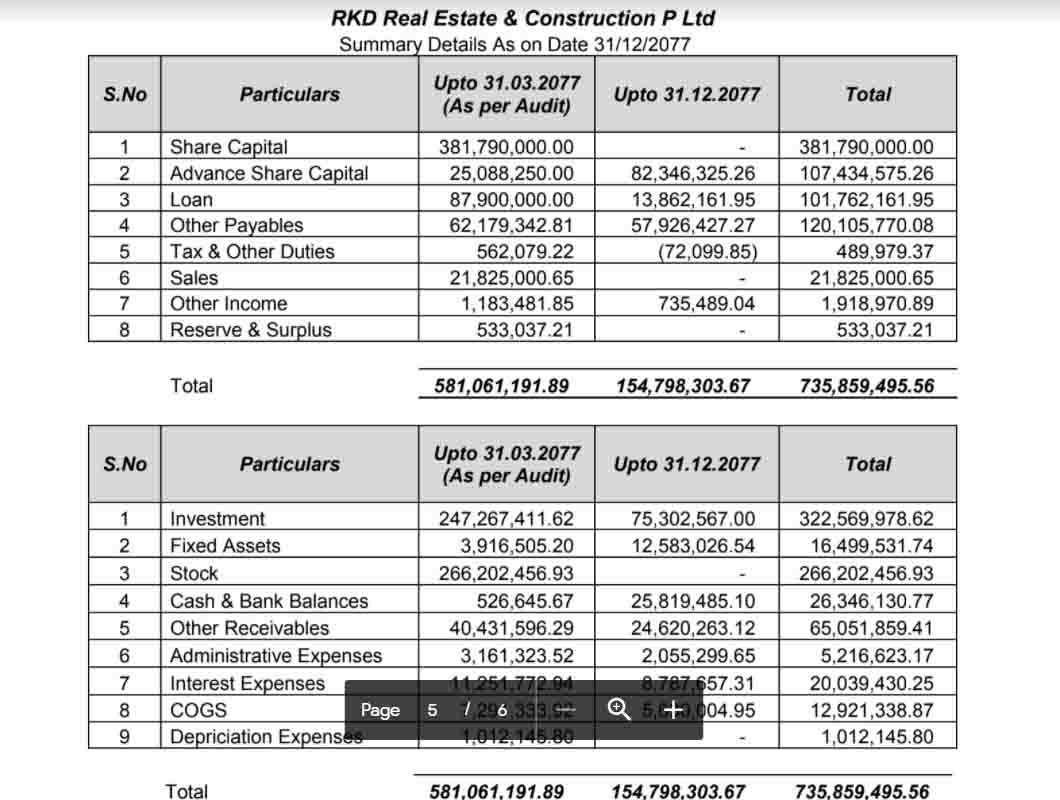 RKD Real Estate & Construction P Ltd
Summary Details As on Date 31/12/2077
S.No Particulars Upto 31.03.2077 (As per Audit) Upto 31.12.2077 Total
1 Share Capital 381,790,000.00 - 381,790,000.00
2 Advance Share Capital 25,088,250.00 82,346,325.26 107,434,575.26
3 Loan 87,900,000.00 13,862,161.95 101,762,161.95
4 Other Payables 62,179,342.81 57,926,427.27 120,105,770.08
5 Tax & Other Duties 562,079.22 (72,099.85) 489,979.37
6 Sales 21,825,000.65 - 21,825,000.65
7 Other Income 1,183,481.85 735,489.04 1,918,970.89
8 Reserve & Surplus 533,037.21 - 533,037.21
Total 581,061,191.89 154,798,303.67 735,859,495.56
S.No Particulars Upto 31.03.2077 (As per Audit) Upto 31.12.2077 Total
1 Investment 247,267,411.62 75,302,567.00 322,569,978.62
2 Fixed Assets 3,916,505.20 12,583,026.54 16,499,531.74
3 Stock 266,202,456.93 - 266,202,456.93
4 Cash & Bank Balances 526,645.67 25,819,485.10 26,346,130.77
5 Other Receivables 40,431,596.29 24,620,263.12 65,051,859.41
6 Administrative Expenses 3,161,323.52 2,055,299.65 5,216,623.17
7 Interest Expenses 11,251,772.94 8,787,657.31 20,039,430.25
8 COGS 12,921,338.87
Page 5 / 6
9 Depriciation Expenses 1,012,145.80 - 1,012,145.80
Total 581,061,191.89 154,798,303.67 735,859,495.56